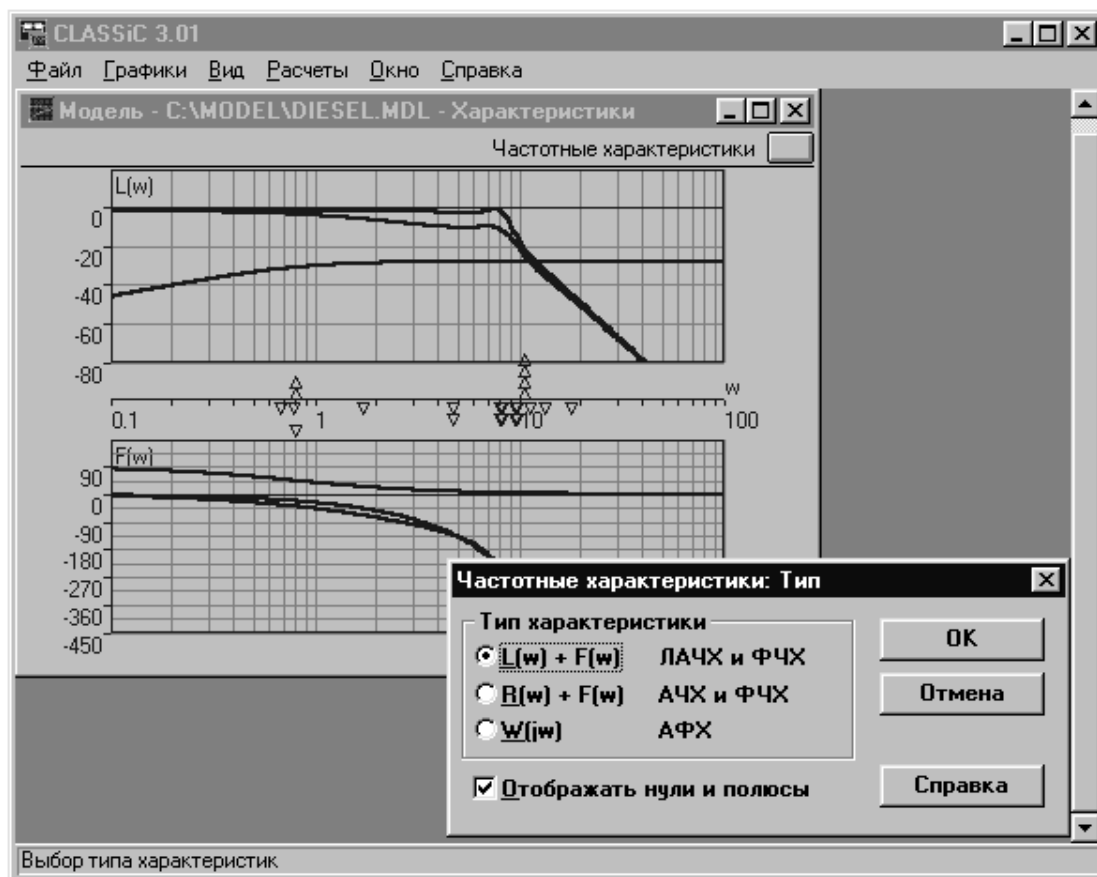 CLASSiC 3.01
Файл Графики Вид Расчеты Окно Справка
Модель - C:\MODEL\DIESEL.MDL - Характеристики
Частотные характеристики
L(w)
0
-20
-40
-60
-80
w
0.1 1 10 100
F(w)
90
0
-90
-180
-270
-360
-450
Частотные характеристики: Тип
Тип характеристики
L(w) + F(w) ЛАЧХ и ФЧХ
R(w) + F(w) АЧХ и ФЧХ
W(jw) АФХ
Отображать нули и полюсы
OK
Отмена
Справка
Выбор типа характеристик